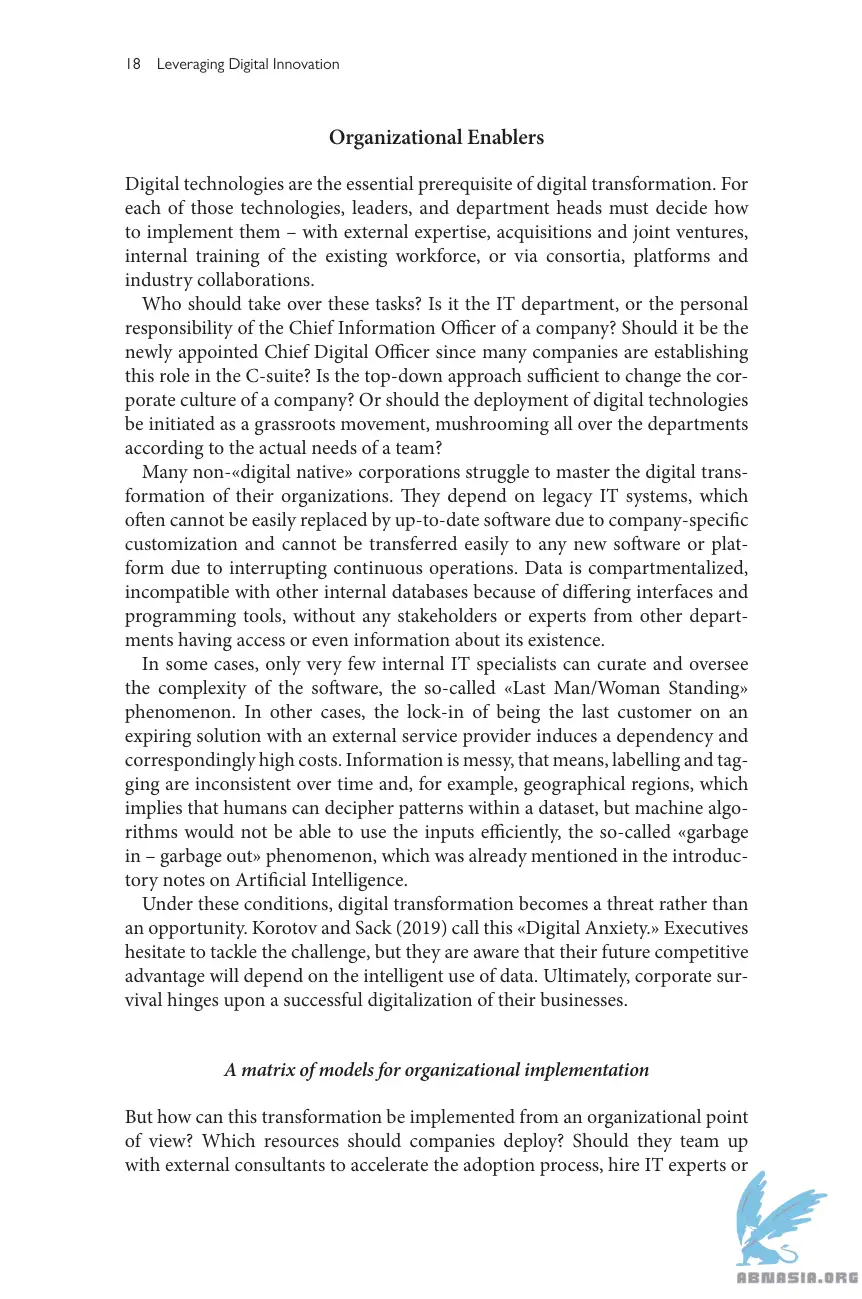 18 Leveraging Digital Innovation
Organizational Enablers
Digital technologies are the essential prerequisite of digital transformation. For
each of those technologies, leaders, and department heads must decide how
to implement them – with external expertise, acquisitions and joint ventures,
internal training of the existing workforce, or via consortia, platforms and
industry collaborations.
Who should take over these tasks? Is it the IT department, or the personal
responsibility of the Chief Information Officer of a company? Should it be the
newly appointed Chief Digital Officer since many companies are establishing
this role in the C-suite? Is the top-down approach sufficient to change the cor-
porate culture of a company? Or should the deployment of digital technologies
be initiated as a grassroots movement, mushrooming all over the departments
according to the actual needs of a team?
Many non-«digital native» corporations struggle to master the digital trans-
formation of their organizations. They depend on legacy IT systems, which
often cannot be easily replaced by up-to-date software due to company-specific
customization and cannot be transferred easily to any new software or plat-
form due to interrupting continuous operations. Data is compartmentalized,
incompatible with other internal databases because of differing interfaces and
programming tools, without any stakeholders or experts from other depart-
ments having access or even information about its existence.
In some cases, only very few internal IT specialists can curate and oversee
the complexity of the software, the so-called «Last Man/Woman Standing»
phenomenon. In other cases, the lock-in of being the last customer on an
expiring solution with an external service provider induces a dependency and
correspondingly high costs. Information is messy, that means, labelling and tag-
ging are inconsistent over time and, for example, geographical regions, which
implies that humans can decipher patterns within a dataset, but machine algo-
rithms would not be able to use the inputs efficiently, the so-called «garbage
in – garbage out» phenomenon, which was already mentioned in the introduc-
tory notes on Artificial Intelligence.
Under these conditions, digital transformation becomes a threat rather than
an opportunity. Korotov and Sack (2019) call this «Digital Anxiety.» Executives
hesitate to tackle the challenge, but they are aware that their future competitive
advantage will depend on the intelligent use of data. Ultimately, corporate sur-
vival hinges upon a successful digitalization of their businesses.
A matrix of models for organizational implementation
But how can this transformation be implemented from an organizational point
of view? Which resources should companies deploy? Should they team up
with external consultants to accelerate the adoption process, hire IT experts or
ABNASIA.ORG